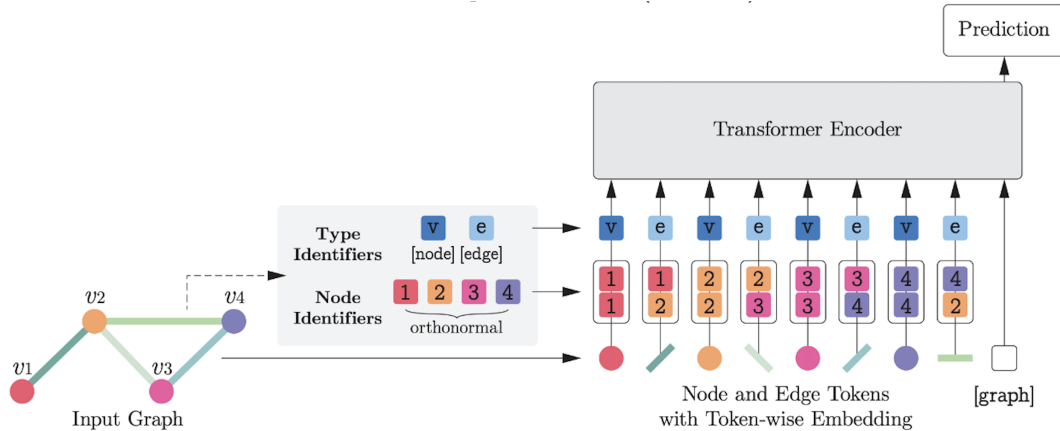 Prediction
Transformer Encoder
v e v e v e v e
Type
Identifiers
v e
[node] [edge]
Node
Identifiers
1 2 3 4
orthonormal
1 1 2 2 3 3 4 4
1 2 2 3 3 4 4 2
v2
v4
v1
v3
Input Graph
Node and Edge Tokens
with Token-wise Embedding
[graph]